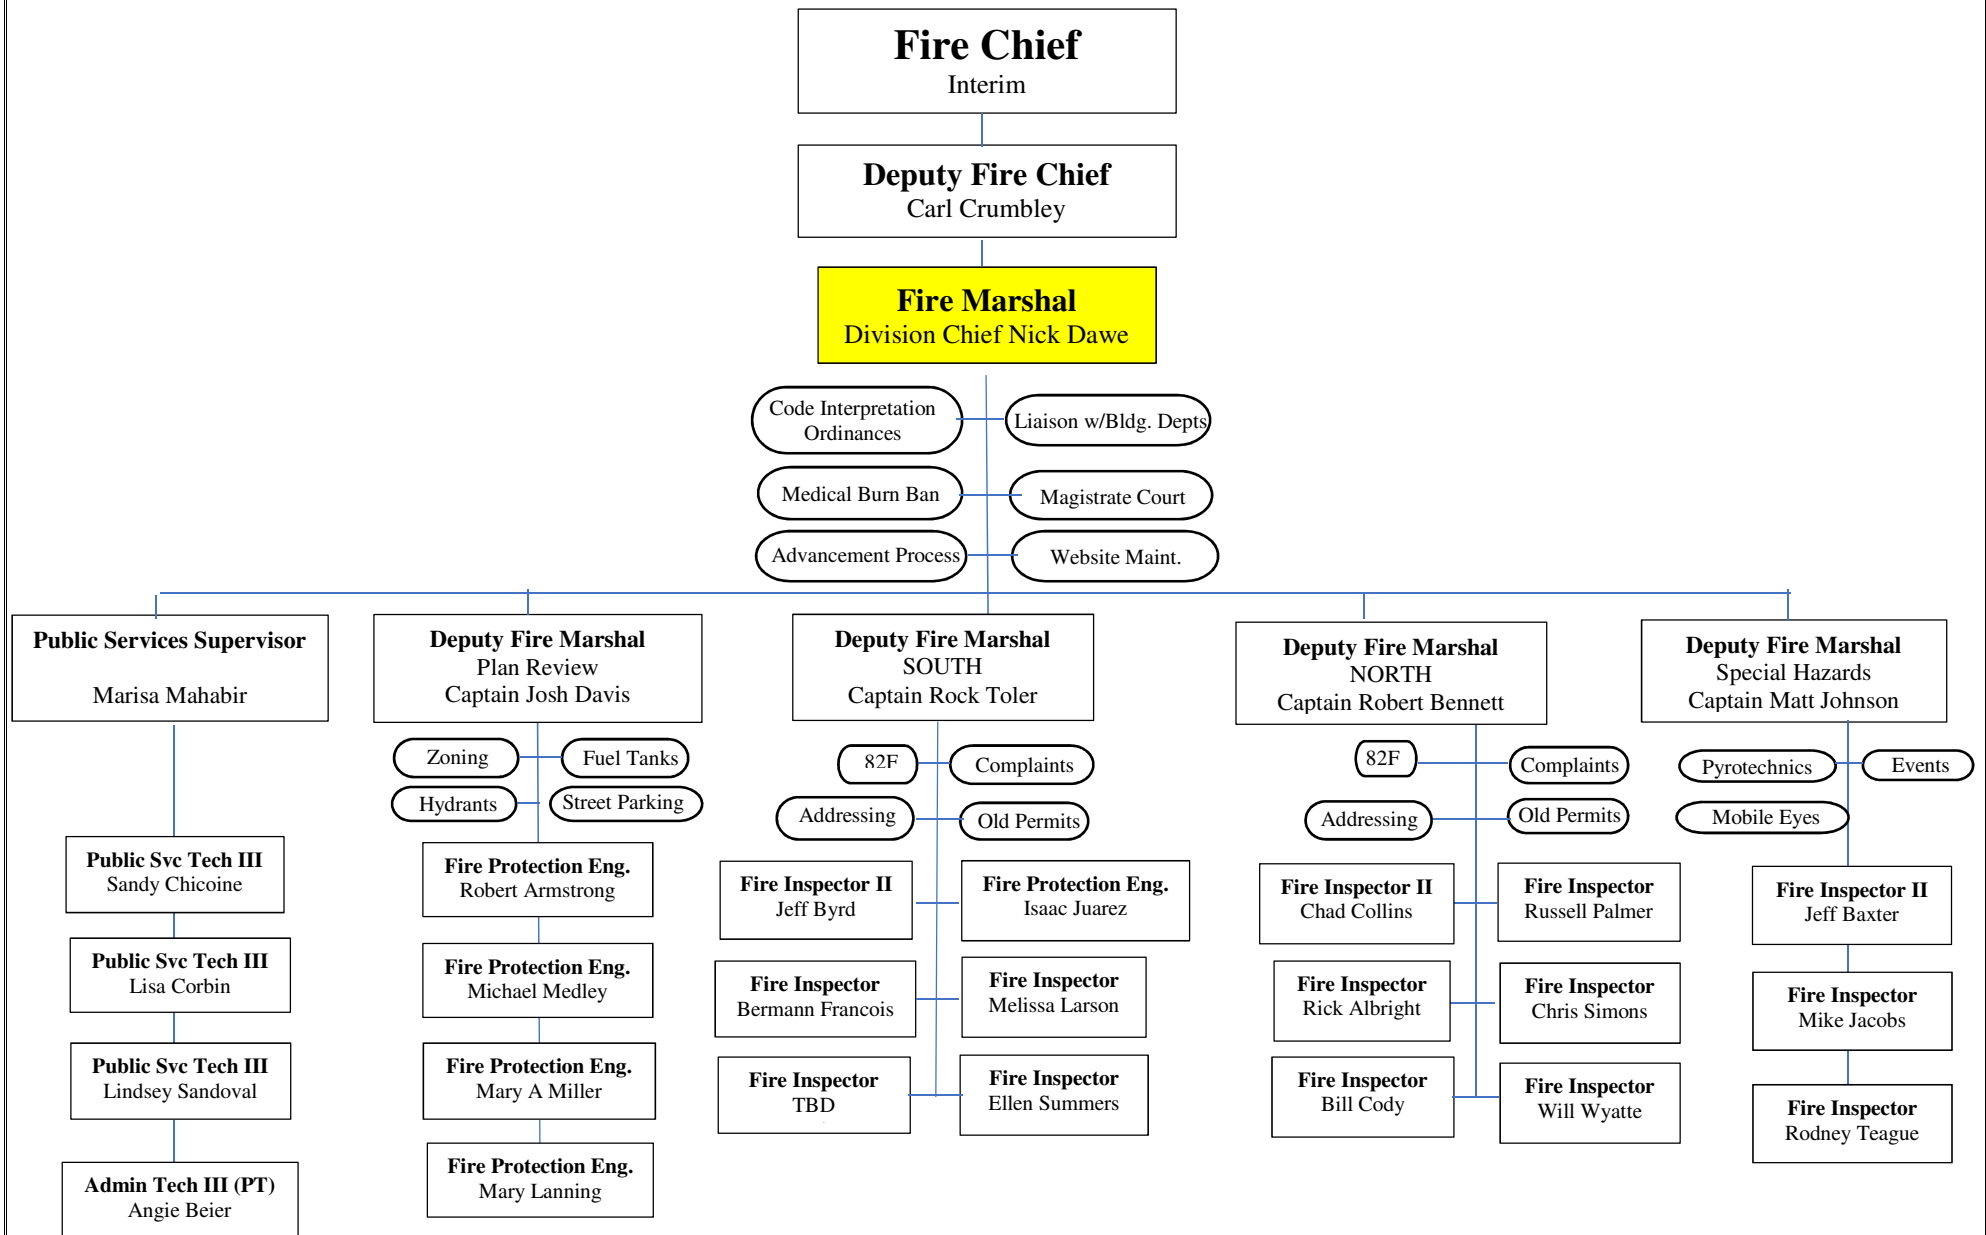 Fire Chief
Interim
Deputy Fire Chief
Carl Crumbley
Fire Marshal
Division Chief Nick Dawe
Code Interpretation
Ordinances
Liaison w/Bldg. Depts
Medical Burn Ban
Magistrate Court
Advancement Process
Website Maint.
Public Services Supervisor
Marisa Mahabir
Public Svc Tech III
Sandy Chicoine
Public Svc Tech III
Lisa Corbin
Public Svc Tech III
Lindsey Sandoval
Admin Tech III (PT)
Angie Beier
Deputy Fire Marshal
Plan Review
Captain Josh Davis
Zoning
Fuel Tanks
Hydrants
Street Parking
Fire Protection Eng.
Robert Armstrong
Fire Protection Eng.
Michael Medley
Fire Protection Eng.
Mary A Miller
Fire Protection Eng.
Mary Lanning
Deputy Fire Marshal
SOUTH
Captain Rock Toler
82F
Complaints
Addressing
Old Permits
Fire Inspector II
Jeff Byrd
Fire Protection Eng.
Isaac Juarez
Fire Inspector
Bermann Francois
Fire Inspector
Melissa Larson
Fire Inspector
TBD
Fire Inspector
Ellen Summers
Deputy Fire Marshal
NORTH
Captain Robert Bennett
82F
Complaints
Addressing
Old Permits
Fire Inspector II
Chad Collins
Fire Inspector
Russell Palmer
Fire Inspector
Rick Albright
Fire Inspector
Chris Simons
Fire Inspector
Bill Cody
Fire Inspector
Will Wyatte
Deputy Fire Marshal
Special Hazards
Captain Matt Johnson
Pyrotechnics
Events
Mobile Eyes
Fire Inspector II
Jeff Baxter
Fire Inspector
Mike Jacobs
Fire Inspector
Rodney Teague